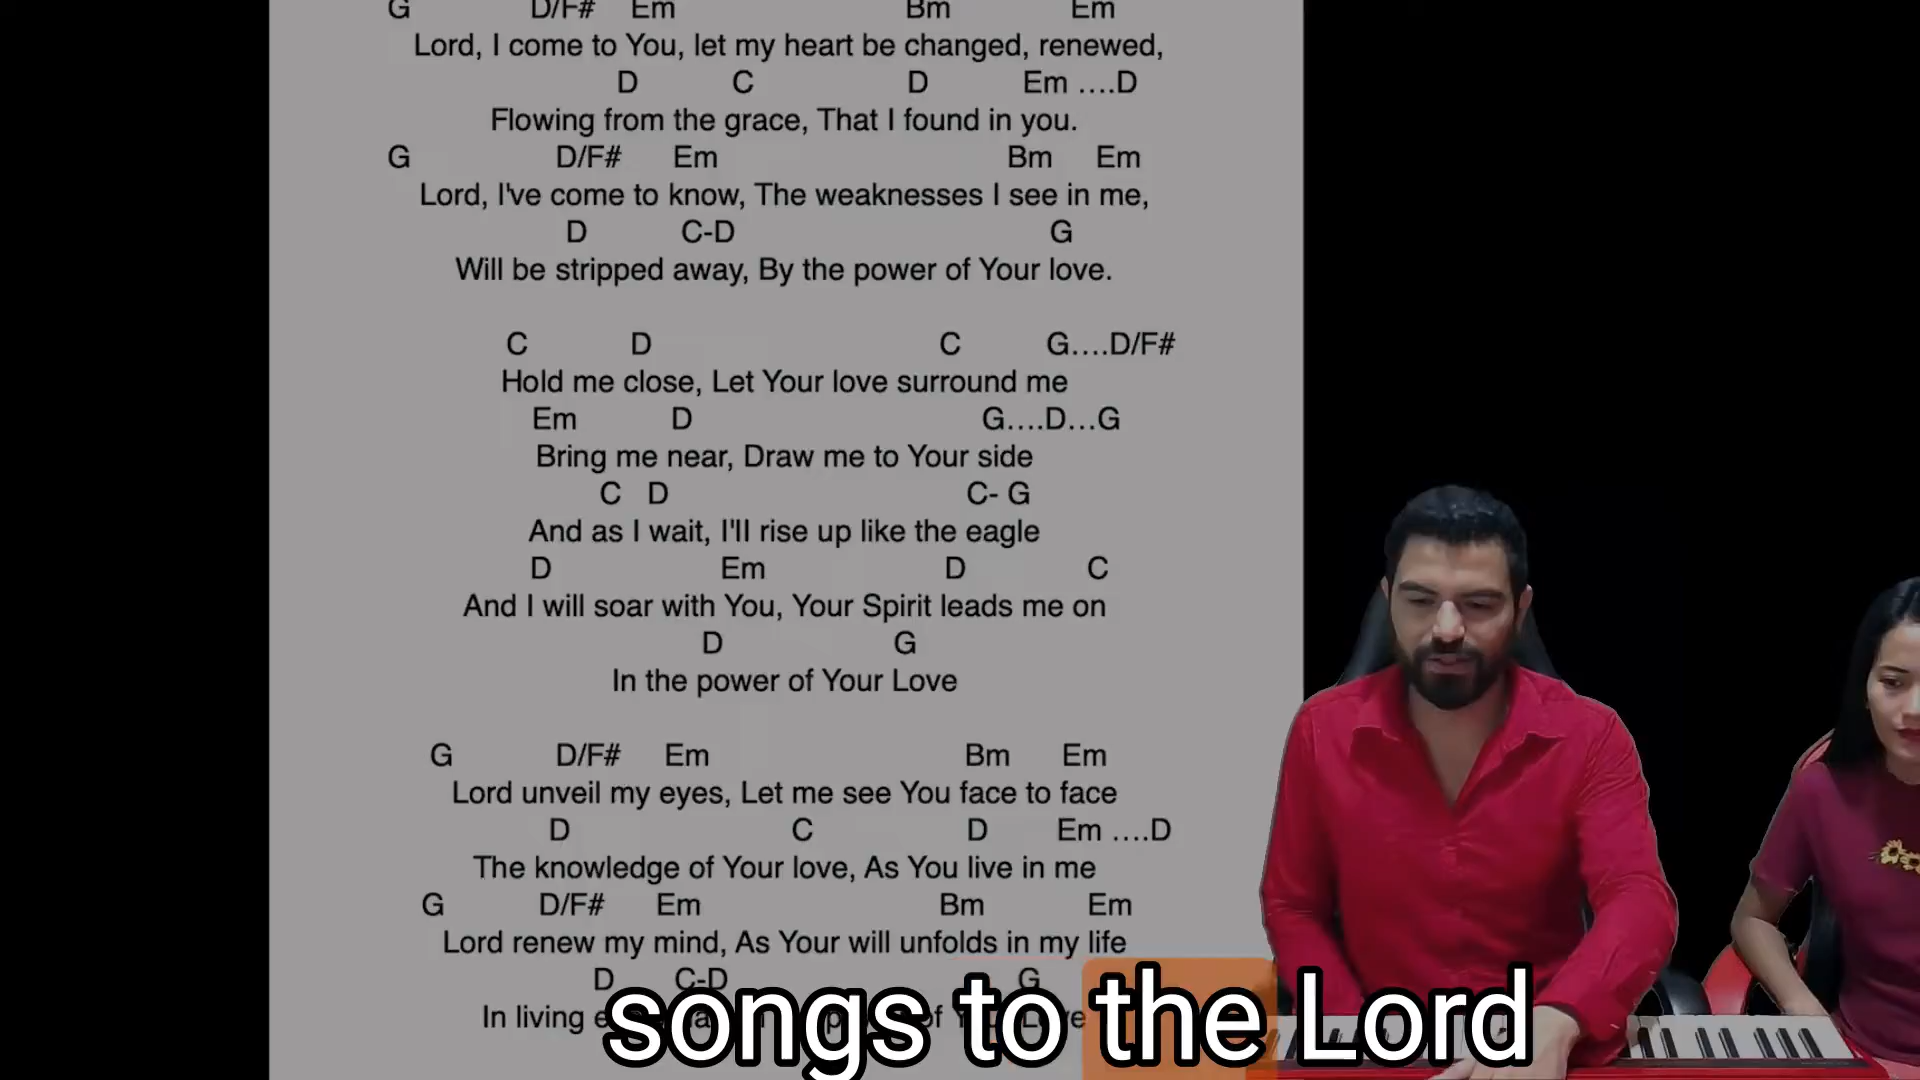 G D/F# Em Bm Em
Lord, I come to You, let my heart be changed, renewed,
D C D Em ....D
Flowing from the grace, That I found in you.
G D/F# Em Bm Em
Lord, I've come to know, The weaknesses I see in me,
D C-D G
Will be stripped away, By the power of Your love.
C D C G....D/F#
Hold me close, Let Your love surround me
Em D G....D...G
Bring me near, Draw me to Your side
C D C- G
And as I wait, I'll rise up like the eagle
D Em D C
And I will soar with You, Your Spirit leads me on
D G
In the power of Your Love
G D/F# Em Bm Em
Lord unveil my eyes, Let me see You face to face
D C D Em ....D
The knowledge of Your love, As You live in me
G D/F# Em Bm Em
Lord renew my mind, As Your will unfolds in my life
D C-D G
In living of
songs to the Lord